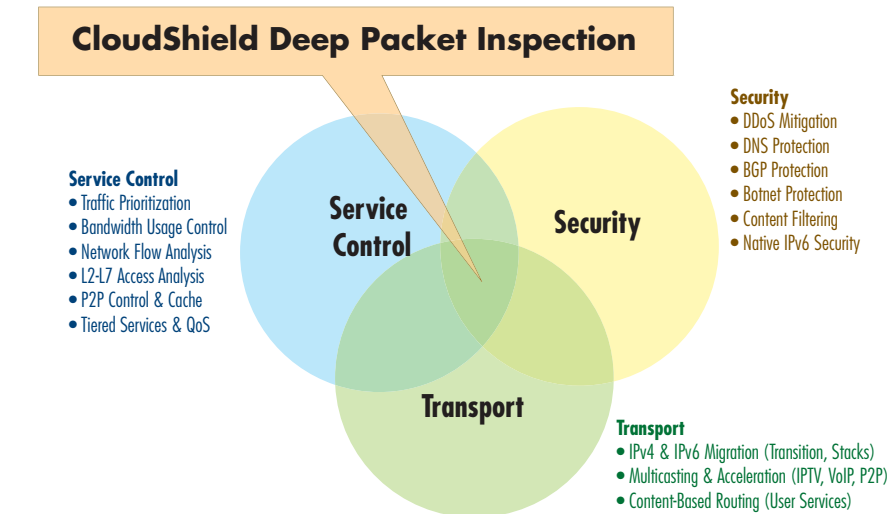 CloudShield Deep Packet Inspection
Service Control
• Traffic Prioritization
• Bandwidth Usage Control
• Network Flow Analysis
• L2-L7 Access Analysis
• P2P Control & Cache
• Tiered Services & QoS
Service
Control
Security
Transport
Security
• DDoS Mitigation
• DNS Protection
• BGP Protection
• Botnet Protection
• Content Filtering
• Native IPv6 Security
Transport
• IPv4 & IPv6 Migration (Transition, Stacks)
• Multicasting & Acceleration (IPTV, VoIP, P2P)
• Content-Based Routing (User Services)